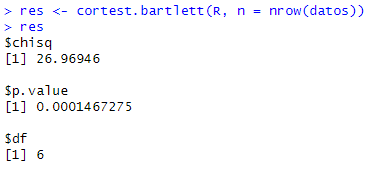 > res <- cortest.bartlett(R, n = nrow(datos))
> res
$chisq
[1] 26.96946
$p.value
[1] 0.0001467275
$df
[1] 6